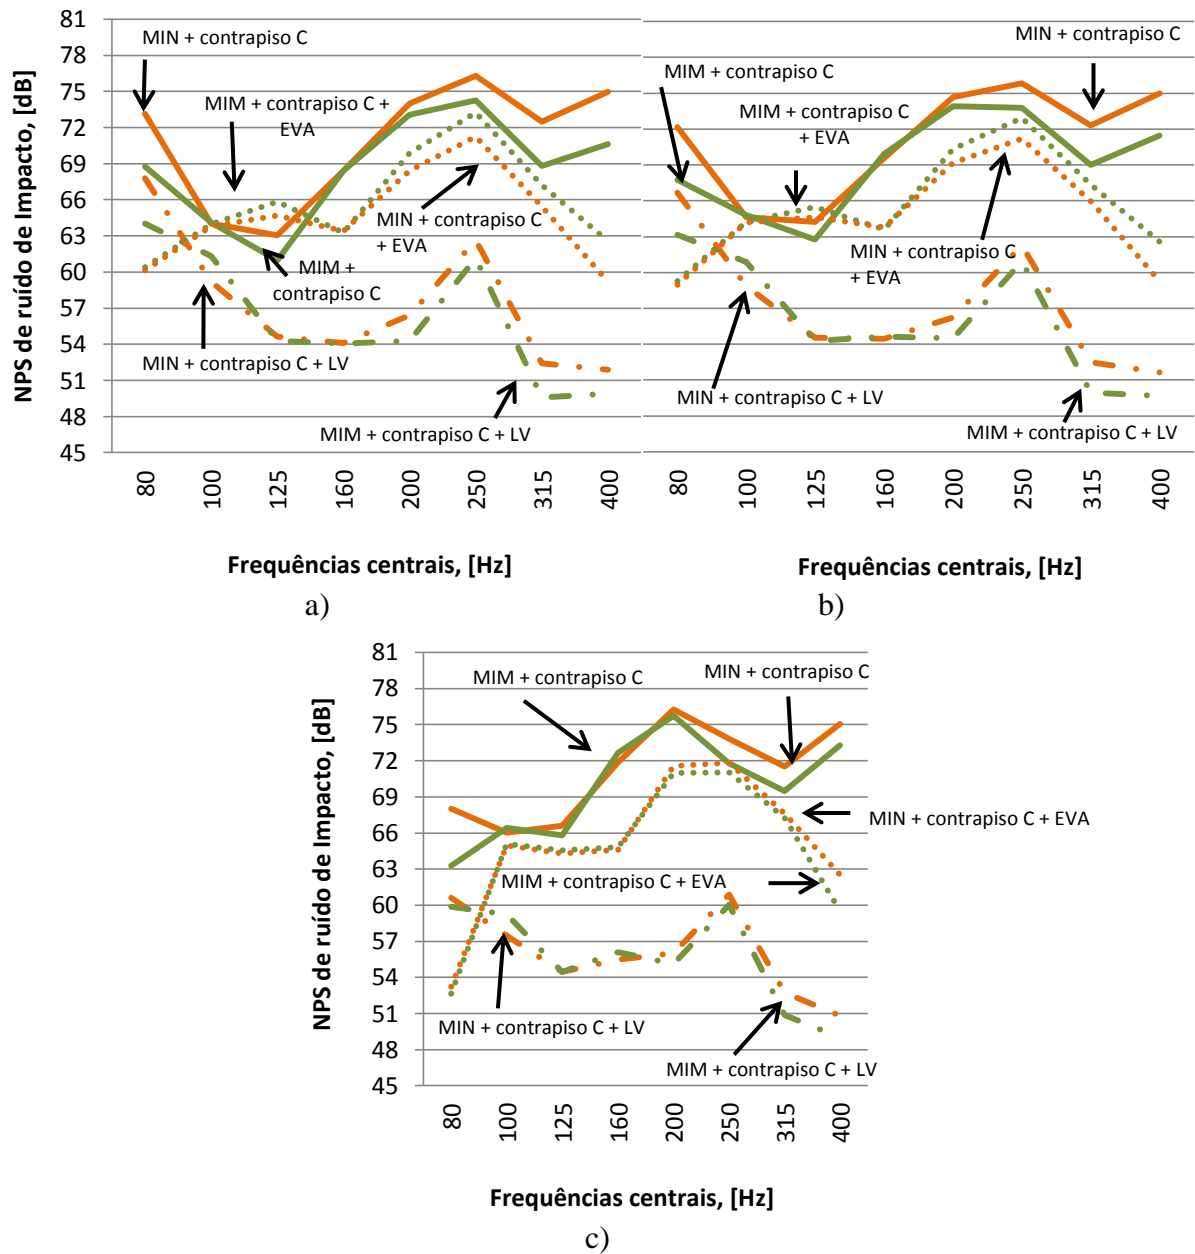 NPS de ruído de Impacto, [dB]
81
78
75
72
69
66
63
60
57
54
51
48
45
MIN + contrapiso C
MIM + contrapiso C +
EVA
MIN + contrapiso C
+ EVA
MIM +
contrapiso C
MIN + contrapiso C + LV
MIM + contrapiso C + LV
80
100
125
160
200
250
315
400
Frequências centrais, [Hz]
a)
MIN + contrapiso C
MIM + contrapiso C
MIM + contrapiso C
+ EVA
MIN + contrapiso C
+ EVA
MIN + contrapiso C + LV
MIM + contrapiso C + LV
80
100
125
160
200
250
315
400
Frequências centrais, [Hz]
b)
NPS de ruído de Impacto, [dB]
81
78
75
72
69
66
63
60
57
54
51
48
45
MIM + contrapiso C
MIN + contrapiso C
MIN + contrapiso C + EVA
MIM + contrapiso C + EVA
MIN + contrapiso C + LV
MIM + contrapiso C + LV
80
100
125
160
200
250
315
400
Frequências centrais, [Hz]
c)